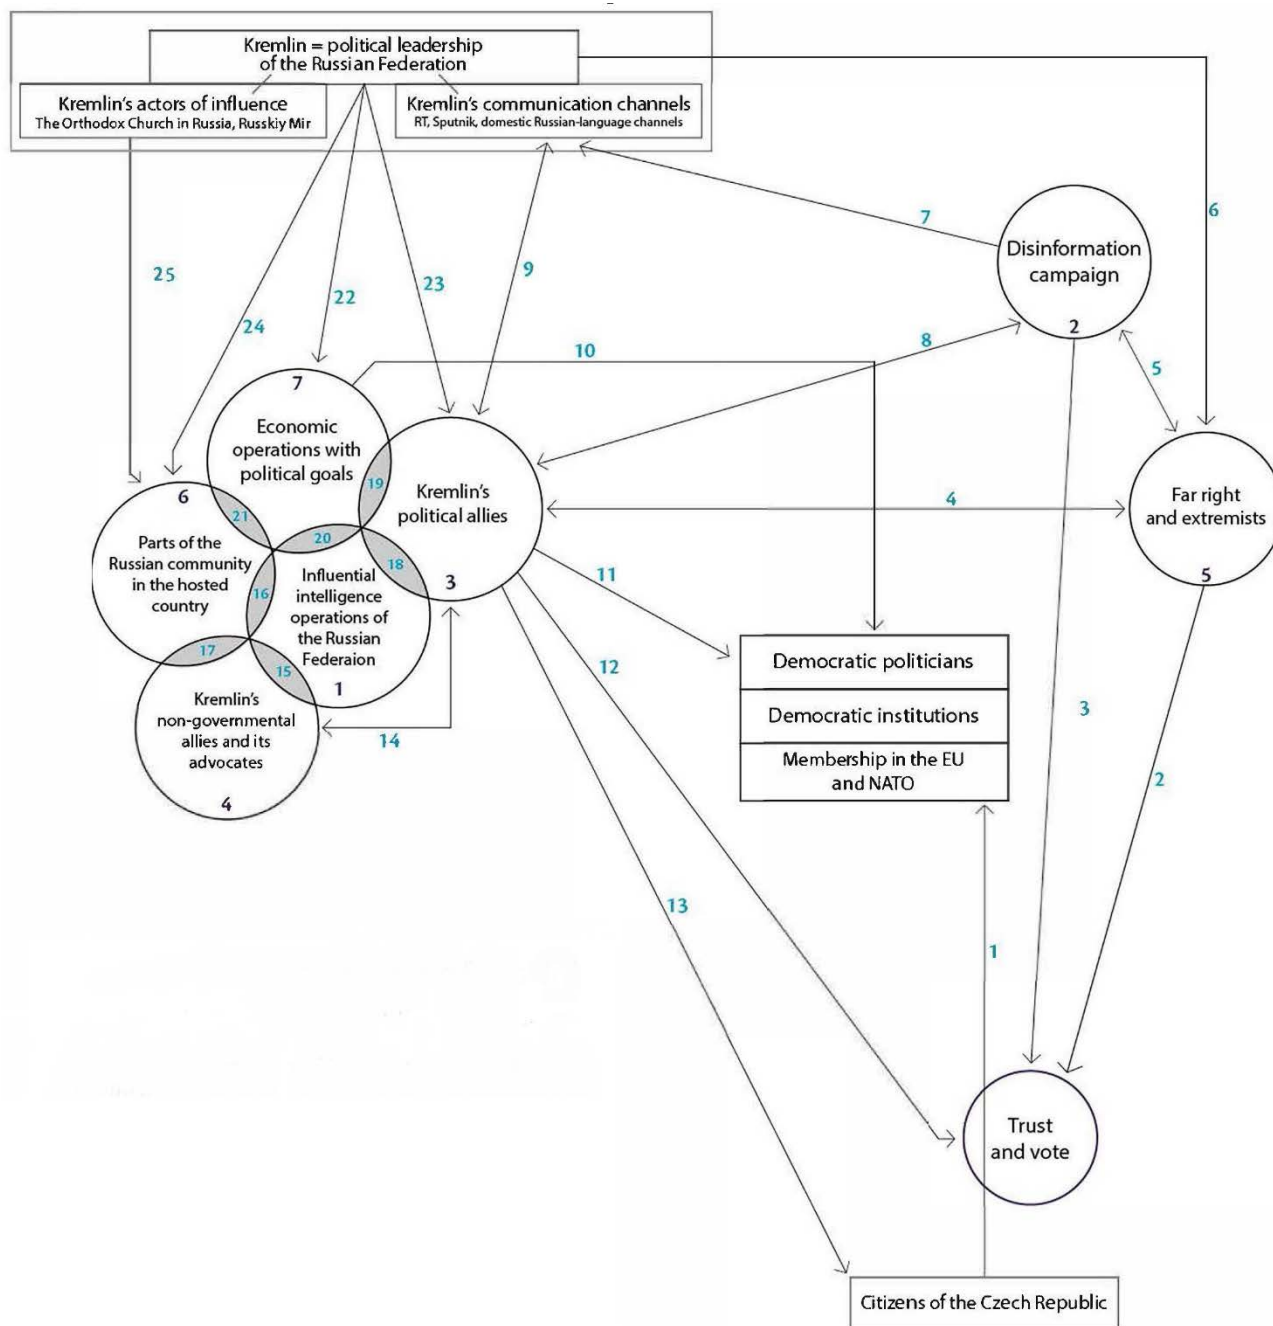 Kremlin = political leadership
of the Russian Federation
Kremlin's actors of influence
The Orthodox Church in Russia, Russkiy Mir
Kremlin's communication channels
RT, Sputnik, domestic Russian-language channels
7
6
Disinformation
campaign
2
25
24
22
23
9
8
10
5
7
Economic
operations with
political goals
19
Kremlin's
political allies
3
4
Far right
and extremists
5
6
21
20
18
Parts of the
Russian community
in the hosted
country
16
Influential
intelligence
operations of
the Russian
Federaion
1
17
15
11
12
Kremlin's
non-governmental
allies and its
advocates
4
14
Democratic politicians
Democratic institutions
Membership in the EU
and NATO
3
2
13
1
Trust
and vote
Citizens of the Czech Republic